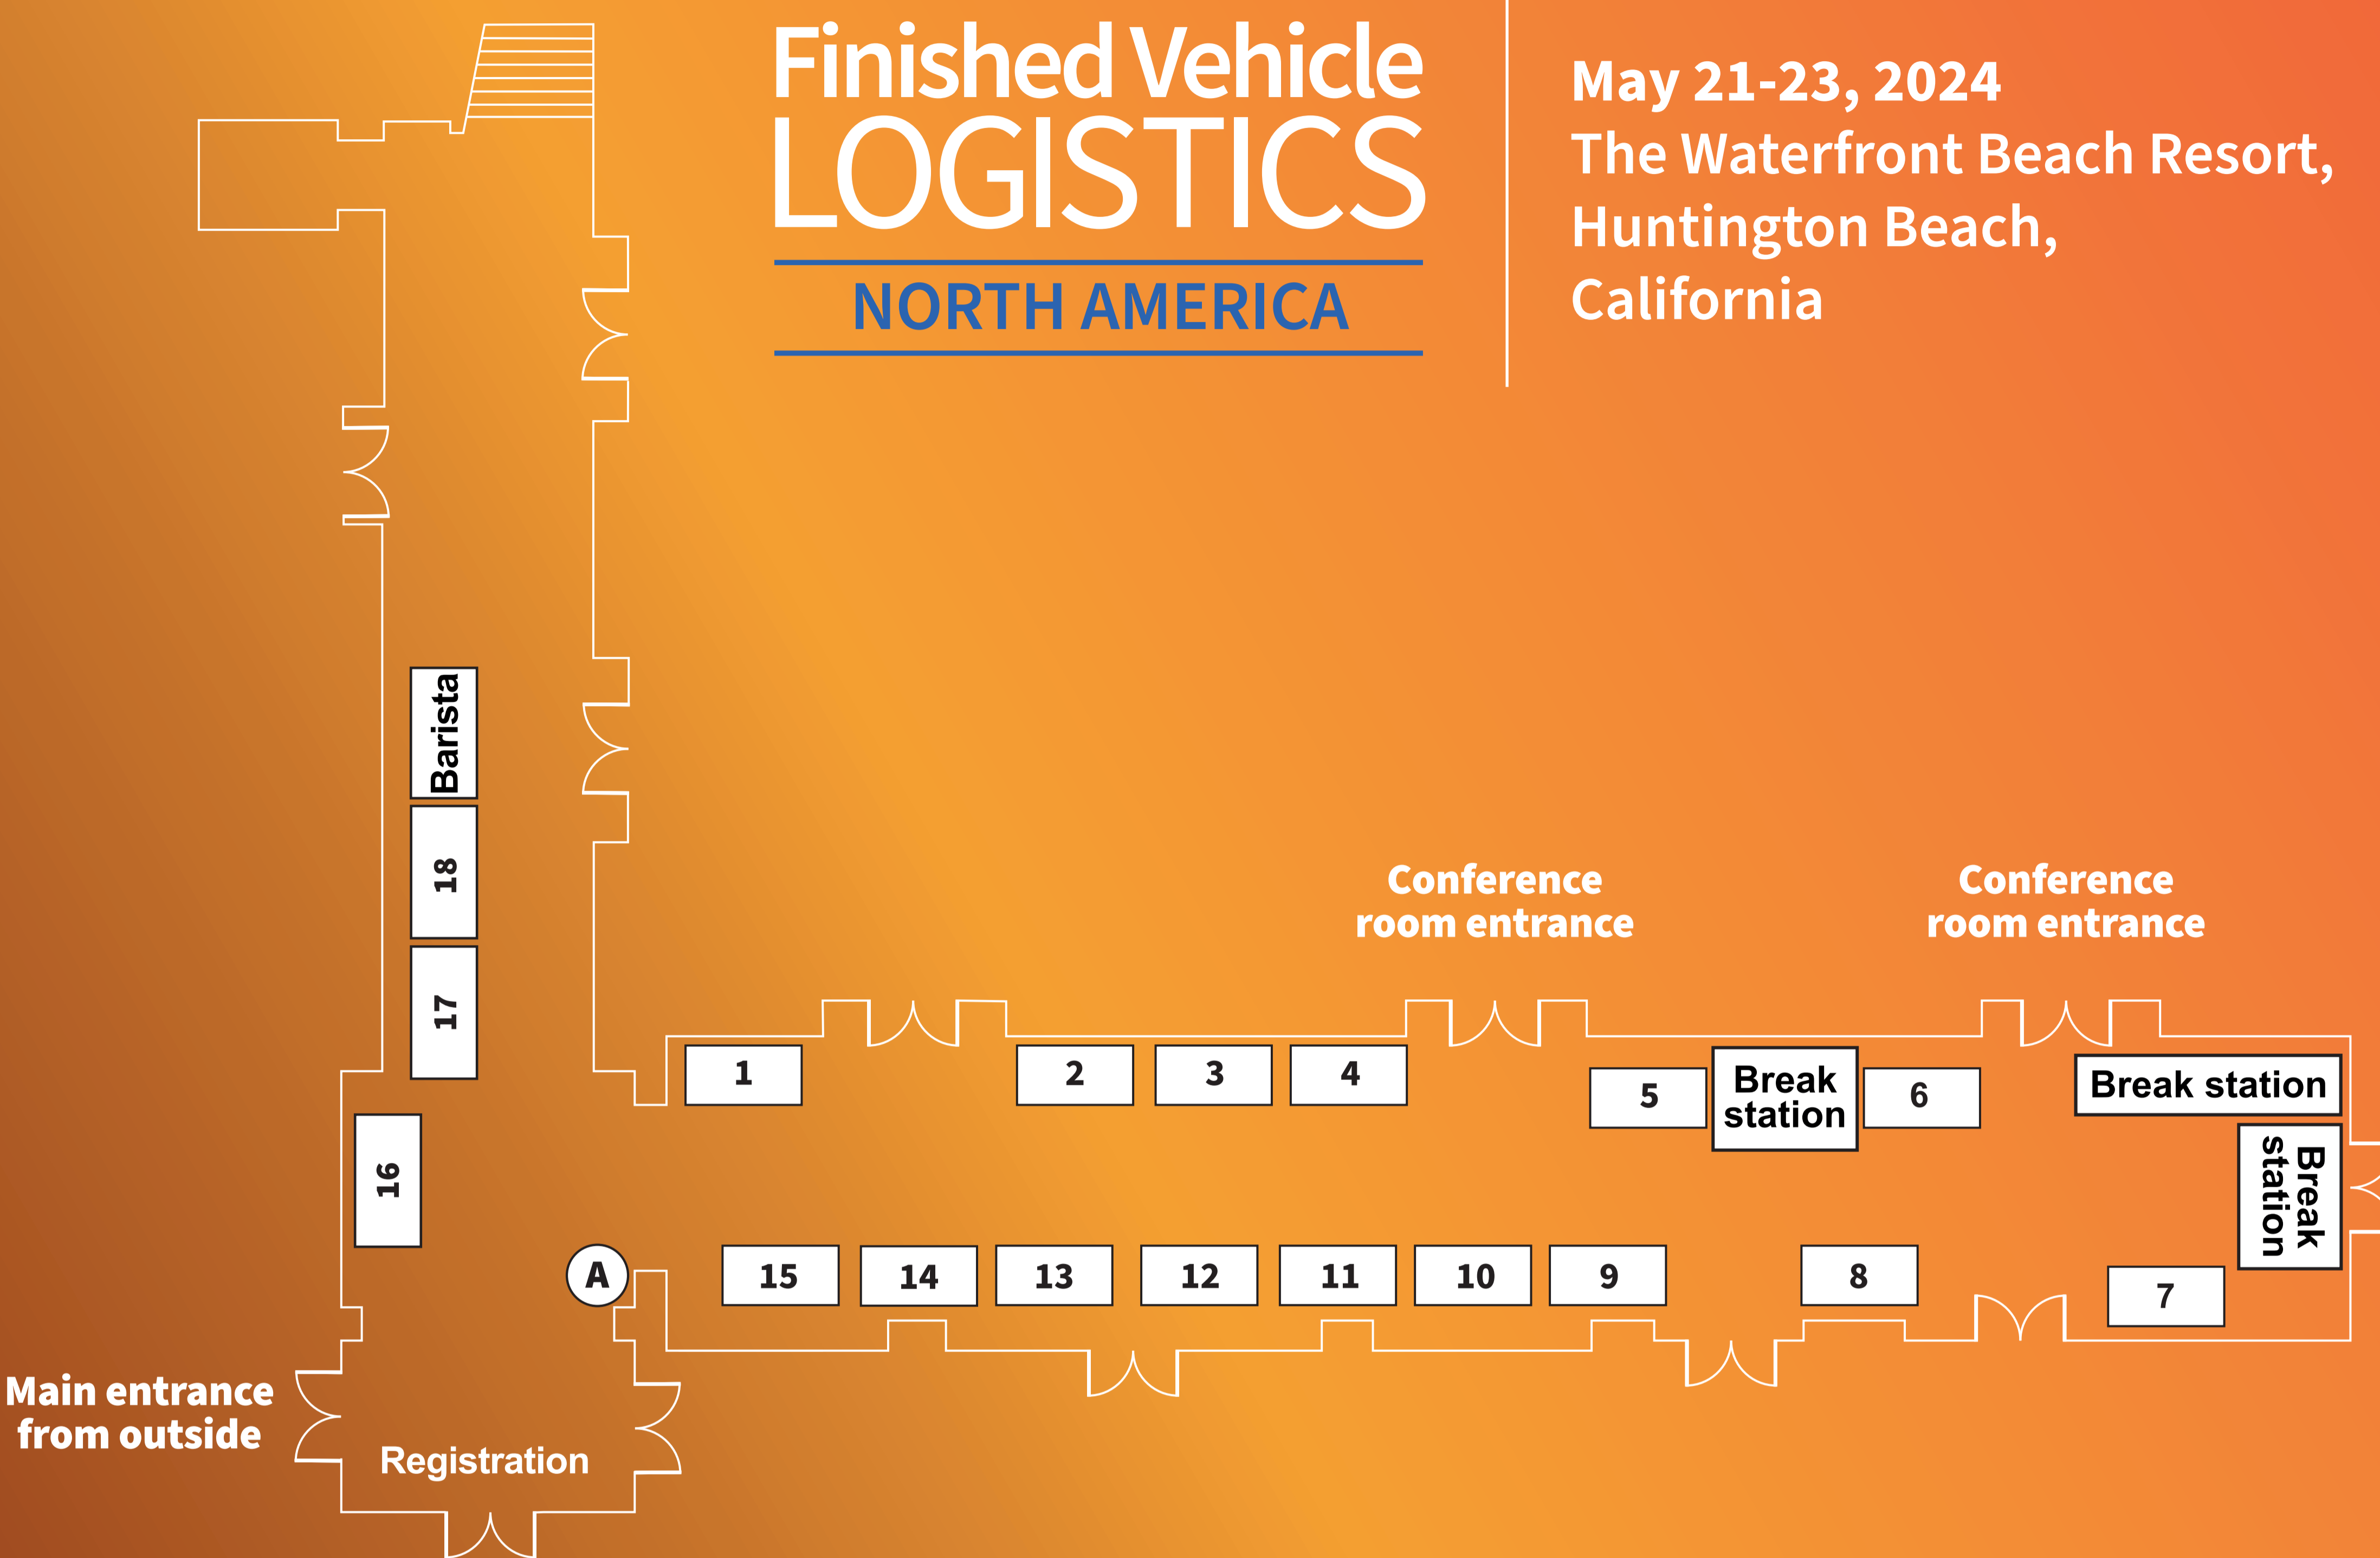 Finished Vehicle
LOGISTICS
NORTH AMERICA
May 21-23, 2024
The Waterfront Beach Resort,
Huntington Beach,
California
Barista
18
17
16
A
Conference
room entrance
Conference
room entrance
1
2
3
4
5
Break
station
6
Break station
Break
station
15
14
13
12
11
10
9
8
7
Main entrance
from outside
Registration